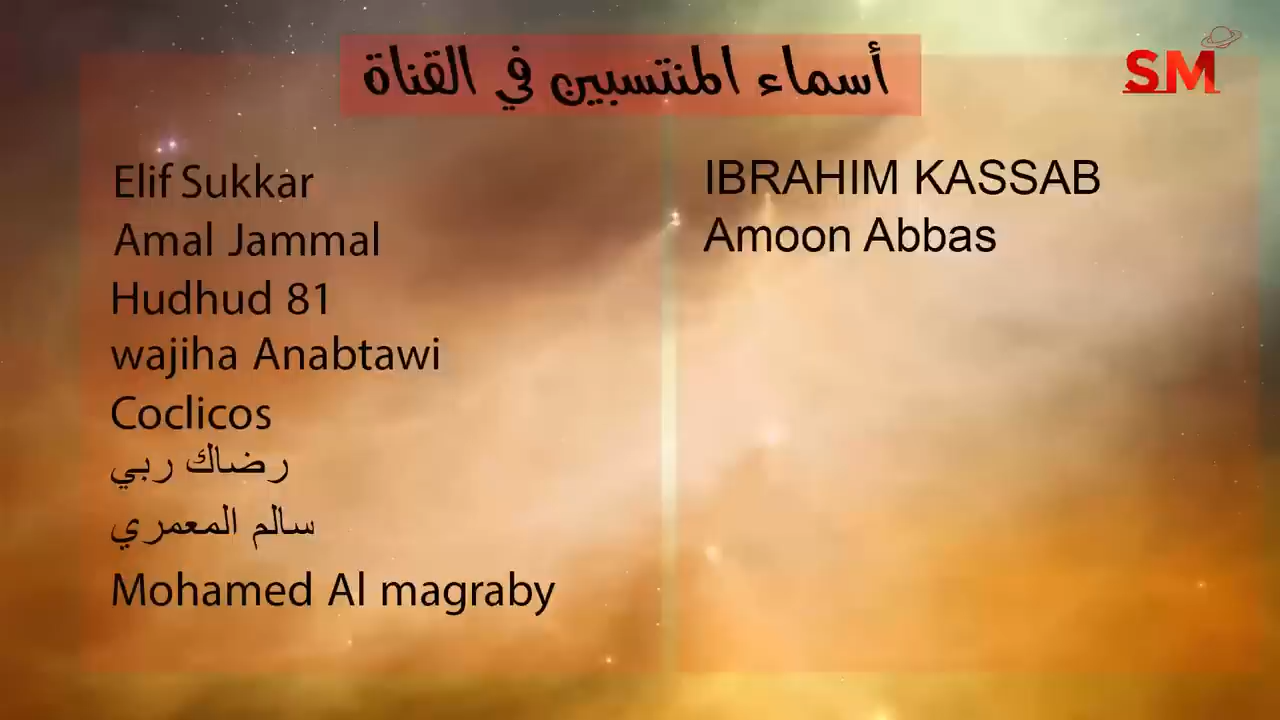 أسماء المنتسبين في القناة
SM
Elif Sukkar
Amal Jammal
Hudhud 81
wajiha Anabtawi
Coclicos
رضاك ربي
سالم المعمري
Mohamed Al magraby
IBRAHIM KASSAB
Amoon Abbas